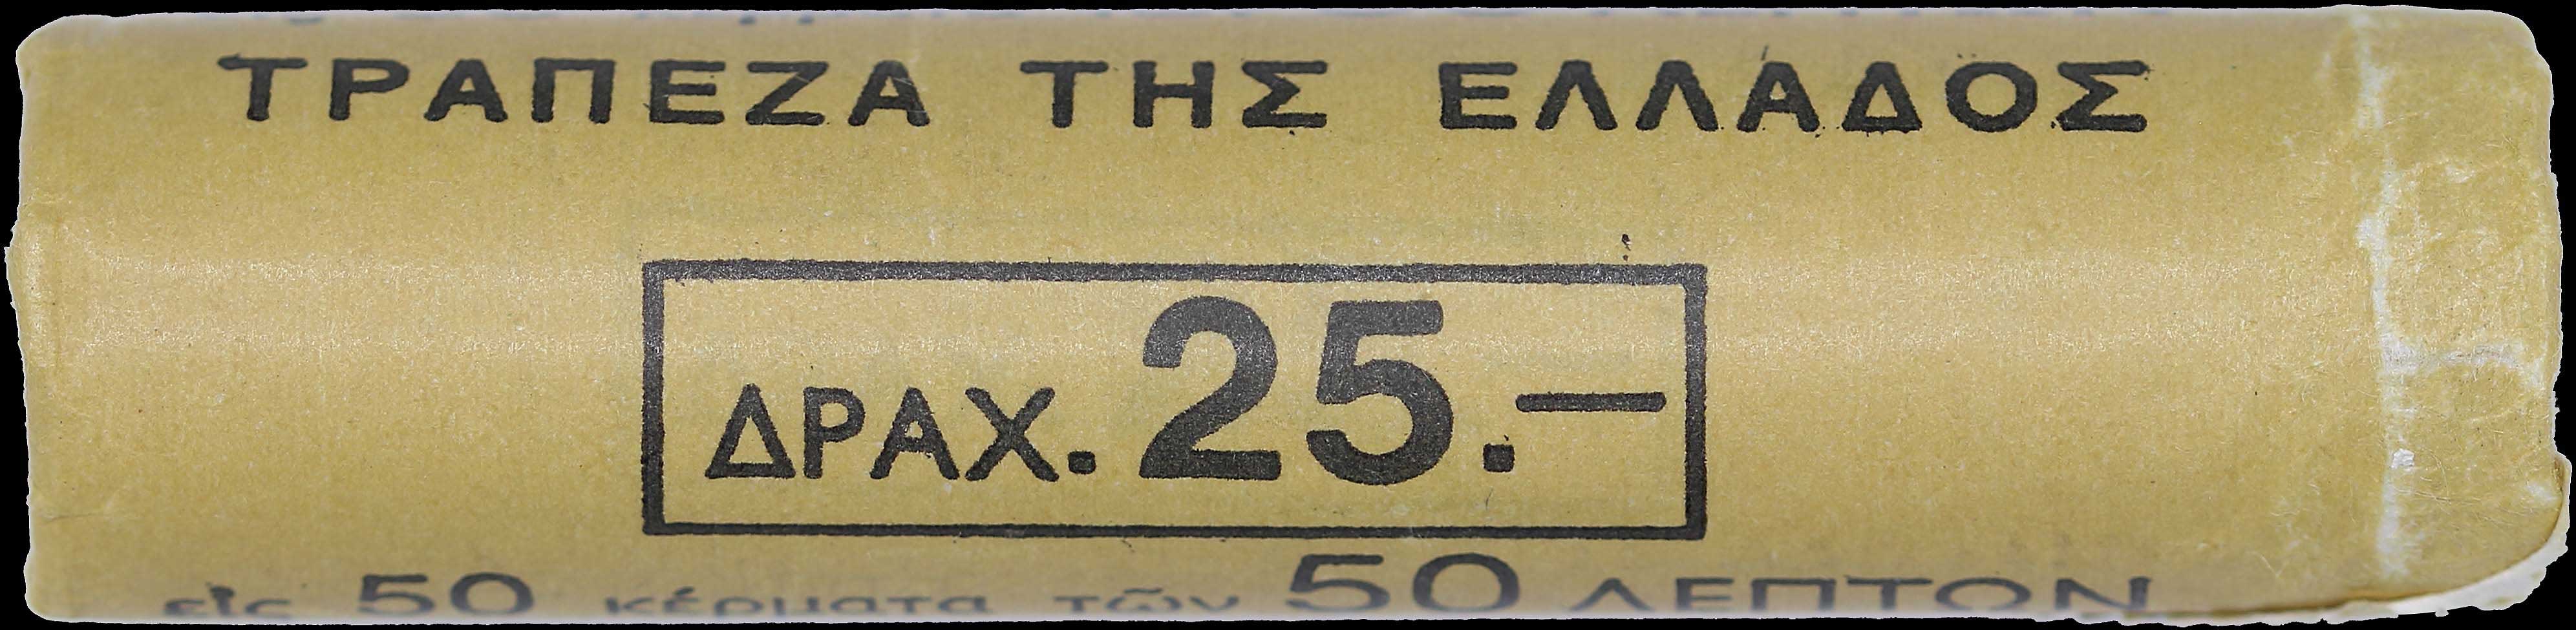 ΤΡΑΠΕΖΑ ΤΗΣ ΕΛΛΑΔΟΣ
ΔΡΑΧ. 25.—
εἰς 50 κέρματα τῶν 50 ΛΕΠΤΩΝ